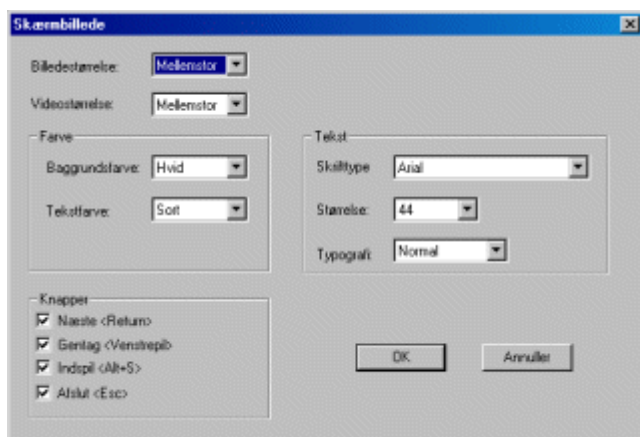 Skærmbillede
Billedestørrelse: Mellemstor
Videostørrelse: Mellemstor
Farve
Baggrundsfarve: Hvid
Tekstfarve: Sort
Tekst
Skrifttype Arial
Størrelse: 44
Typografi: Normal
Knapper
Næste <Return>
Gentag <Venstrepil>
Indspil <Alt+S>
Afslut <Esc>
OK Annuller